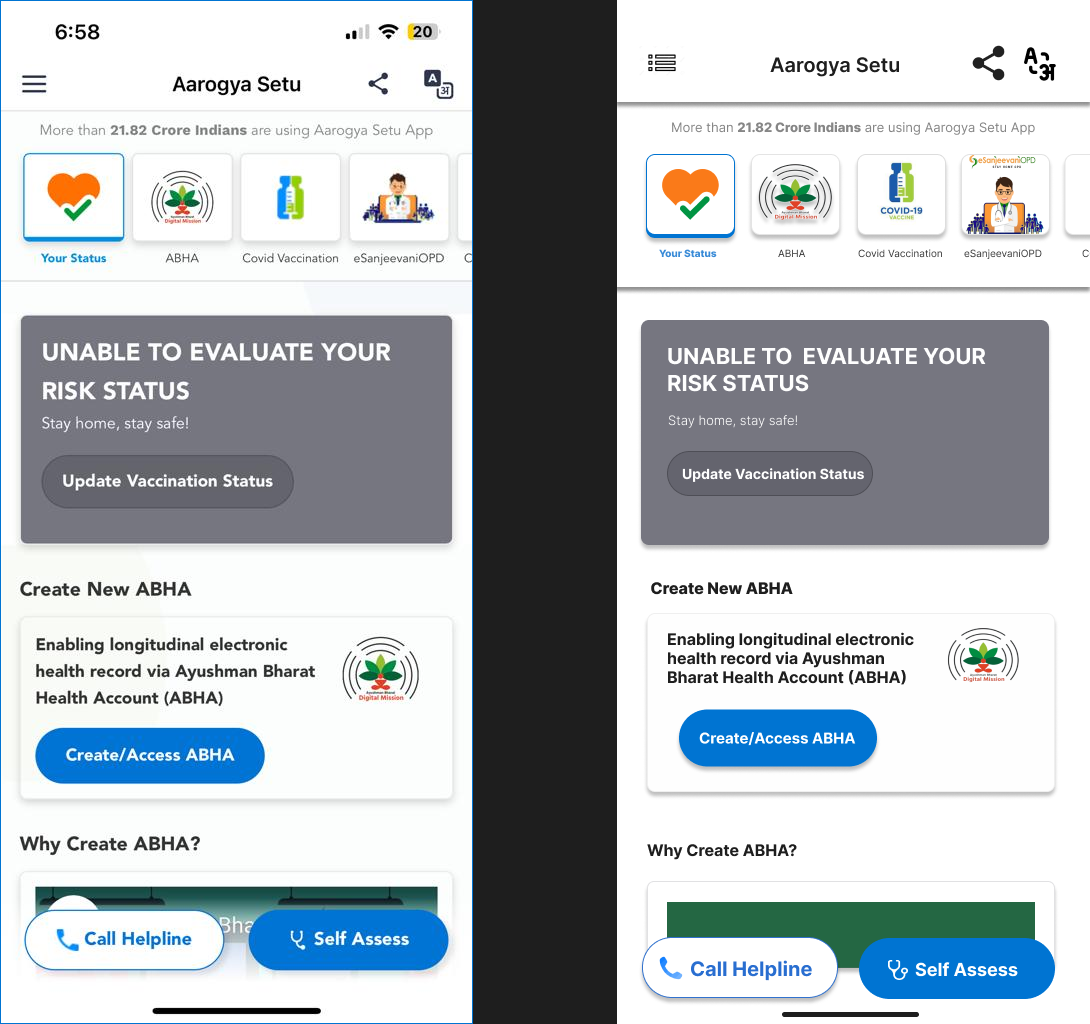 6:58
20
Aarogya Setu
A
अ
More than 21.82 Crore Indians are using Aarogya Setu App
Ayushman Bharat
Digital Mission
Your Status
ABHA
Covid Vaccination
eSanjeevaniOPD
C
UNABLE TO EVALUATE YOUR
RISK STATUS
Stay home, stay safe!
Update Vaccination Status
Create New ABHA
Enabling longitudinal electronic
health record via Ayushman Bharat
Health Account (ABHA)
Ayushman Bharat
Digital Mission
Create/Access ABHA
Why Create ABHA?
Bha
Call Helpline
Self Assess
Aarogya Setu
A
अ
More than 21.82 Crore Indians are using Aarogya Setu App
Ayushman Bharat
Digital Mission
COVID-19
VACCINE
eSanjeevaniOPD
STAY HOME OPD
Your Status
ABHA
Covid Vaccination
eSanjeevaniOPD
C
UNABLE TO  EVALUATE YOUR
RISK STATUS
Stay home, stay safe!
Update Vaccination Status
Create New ABHA
Enabling longitudinal electronic
health record via Ayushman
Bharat Health Account (ABHA)
Ayushman Bharat
Digital Mission
Create/Access ABHA
Why Create ABHA?
Call Helpline
Self Assess